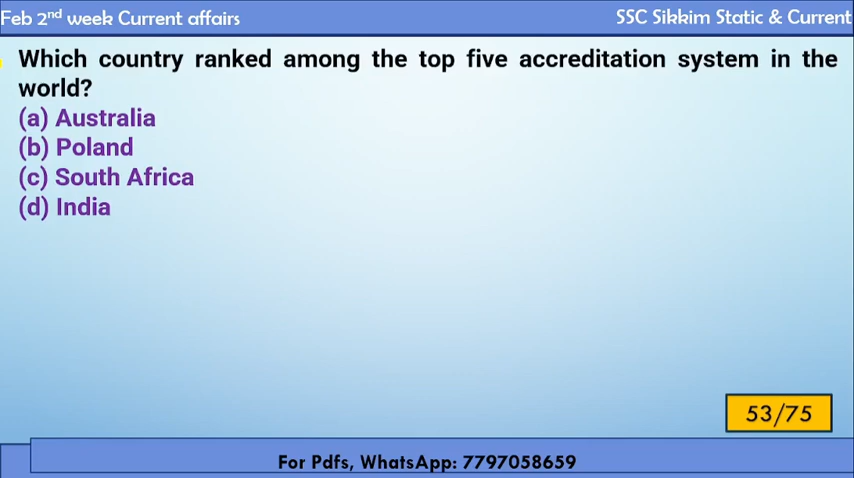 Feb 2nd week Current affairs
SSC Sikkim Static & Current
Which country ranked among the top five accreditation system in the
world?
(a) Australia
(b) Poland
(c) South Africa
(d) India
53/75
For Pdfs, WhatsApp: 7797058659